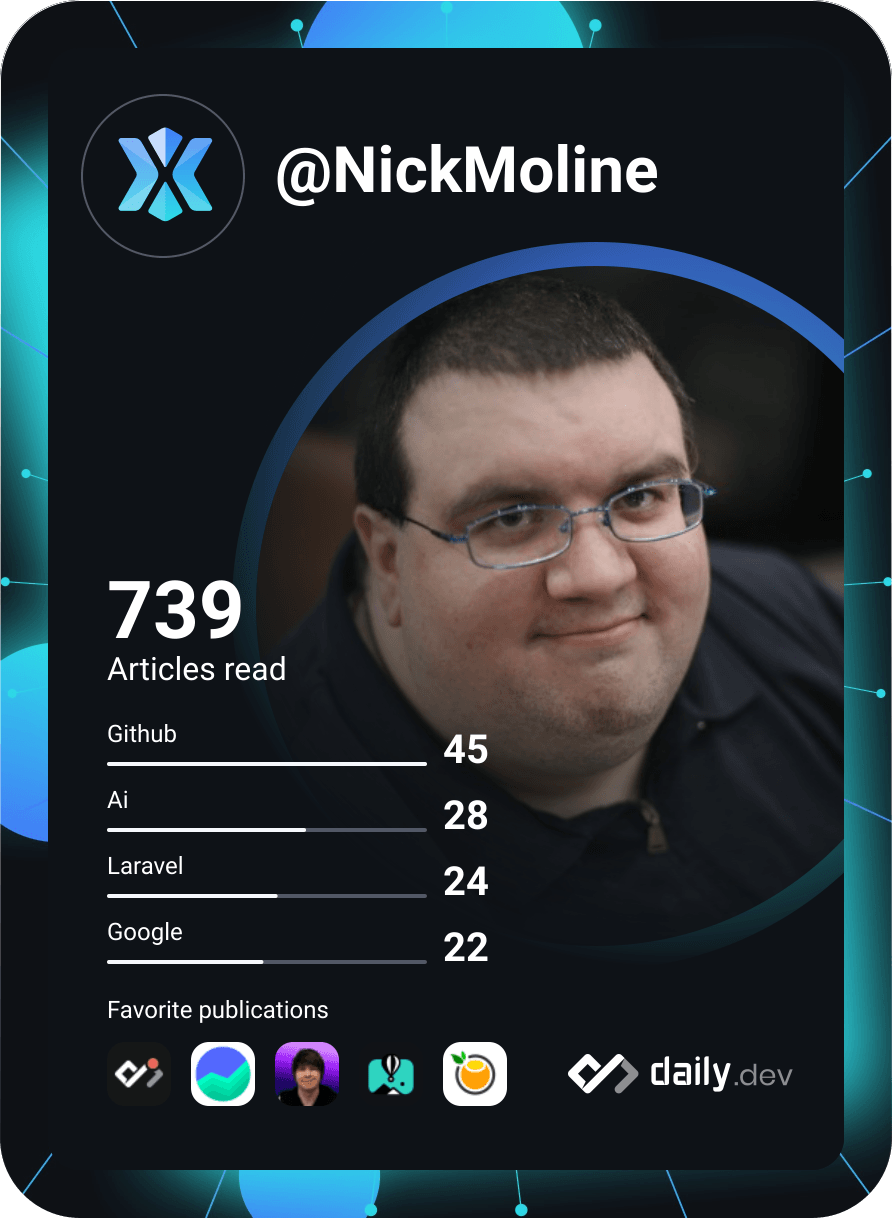 @NickMoline
739
Articles read
Github
45
Ai
28
Laravel
24
Google
22
Favorite publications
daily.dev